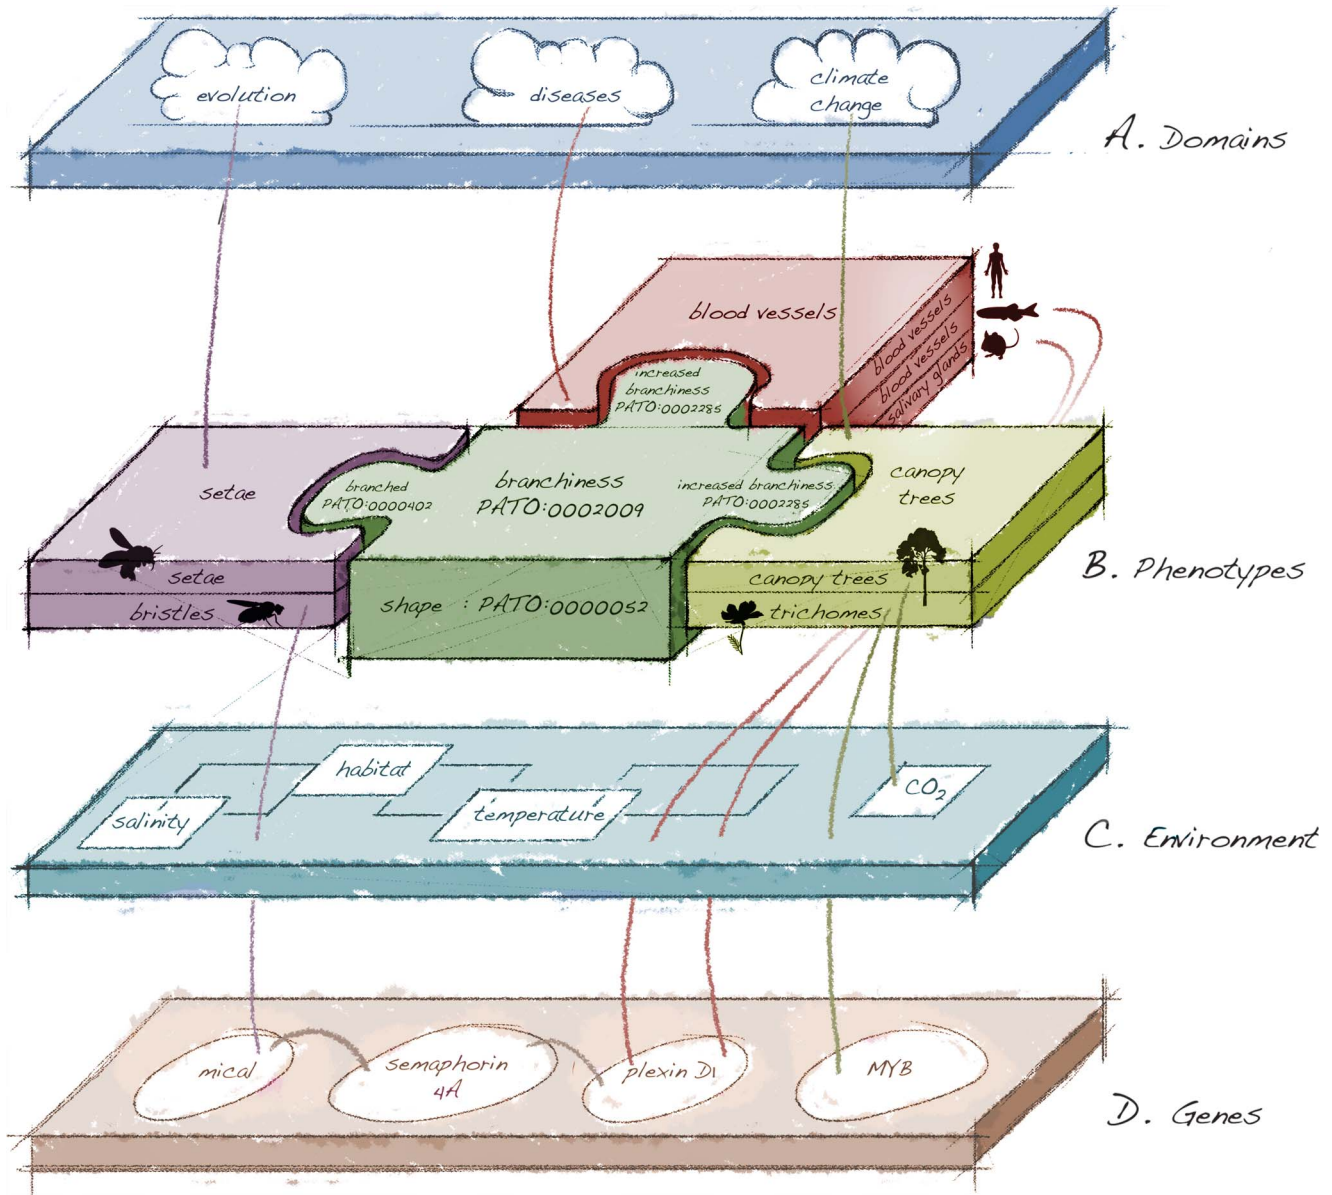 evolution
diseases
climate
change
A. Domains
blood vessels
blood vessels
blood vessels
salivary glands
increased
branchiness
PATO:0002285
setae
branched
PATO:0000402
branchiness
PATO:0002009
increased branchiness
PATO:0002285
canopy
trees
setae
bristles
shape : PATO:0000052
canopy trees
trichomes
B. Phenotypes
habitat
salinity
temperature
CO₂
C. Environment
mical
semaphorin
4A
plexin D1
MYB
D. Genes